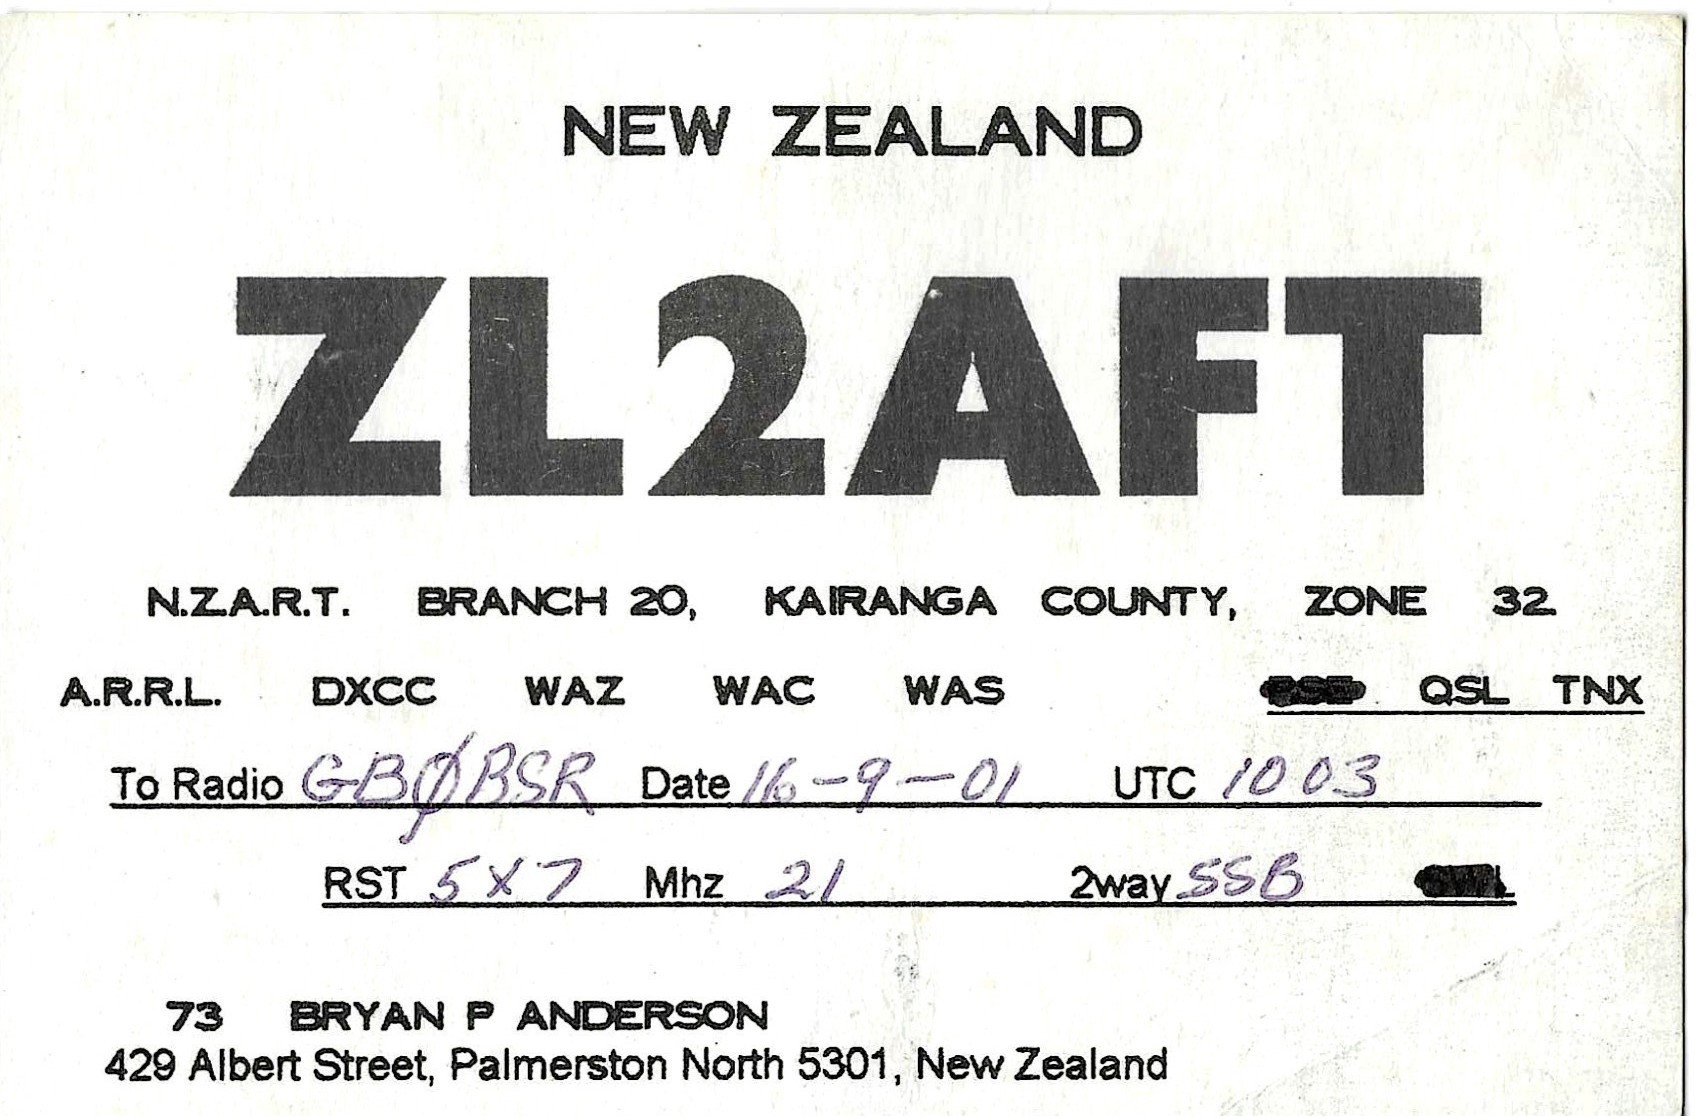 NEW ZEALAND
ZL2AFT
N.Z.A.R.T. BRANCH 20, KAIRANGA COUNTY, ZONE 32
A.R.R.L. DXCC WAZ WAC WAS QSL TNX
To Radio GBØBSR Date 16-9-01 UTC 1003
RST 5X7 Mhz 21 2way SSB
73 BRYAN P ANDERSON
429 Albert Street, Palmerston North 5301, New Zealand